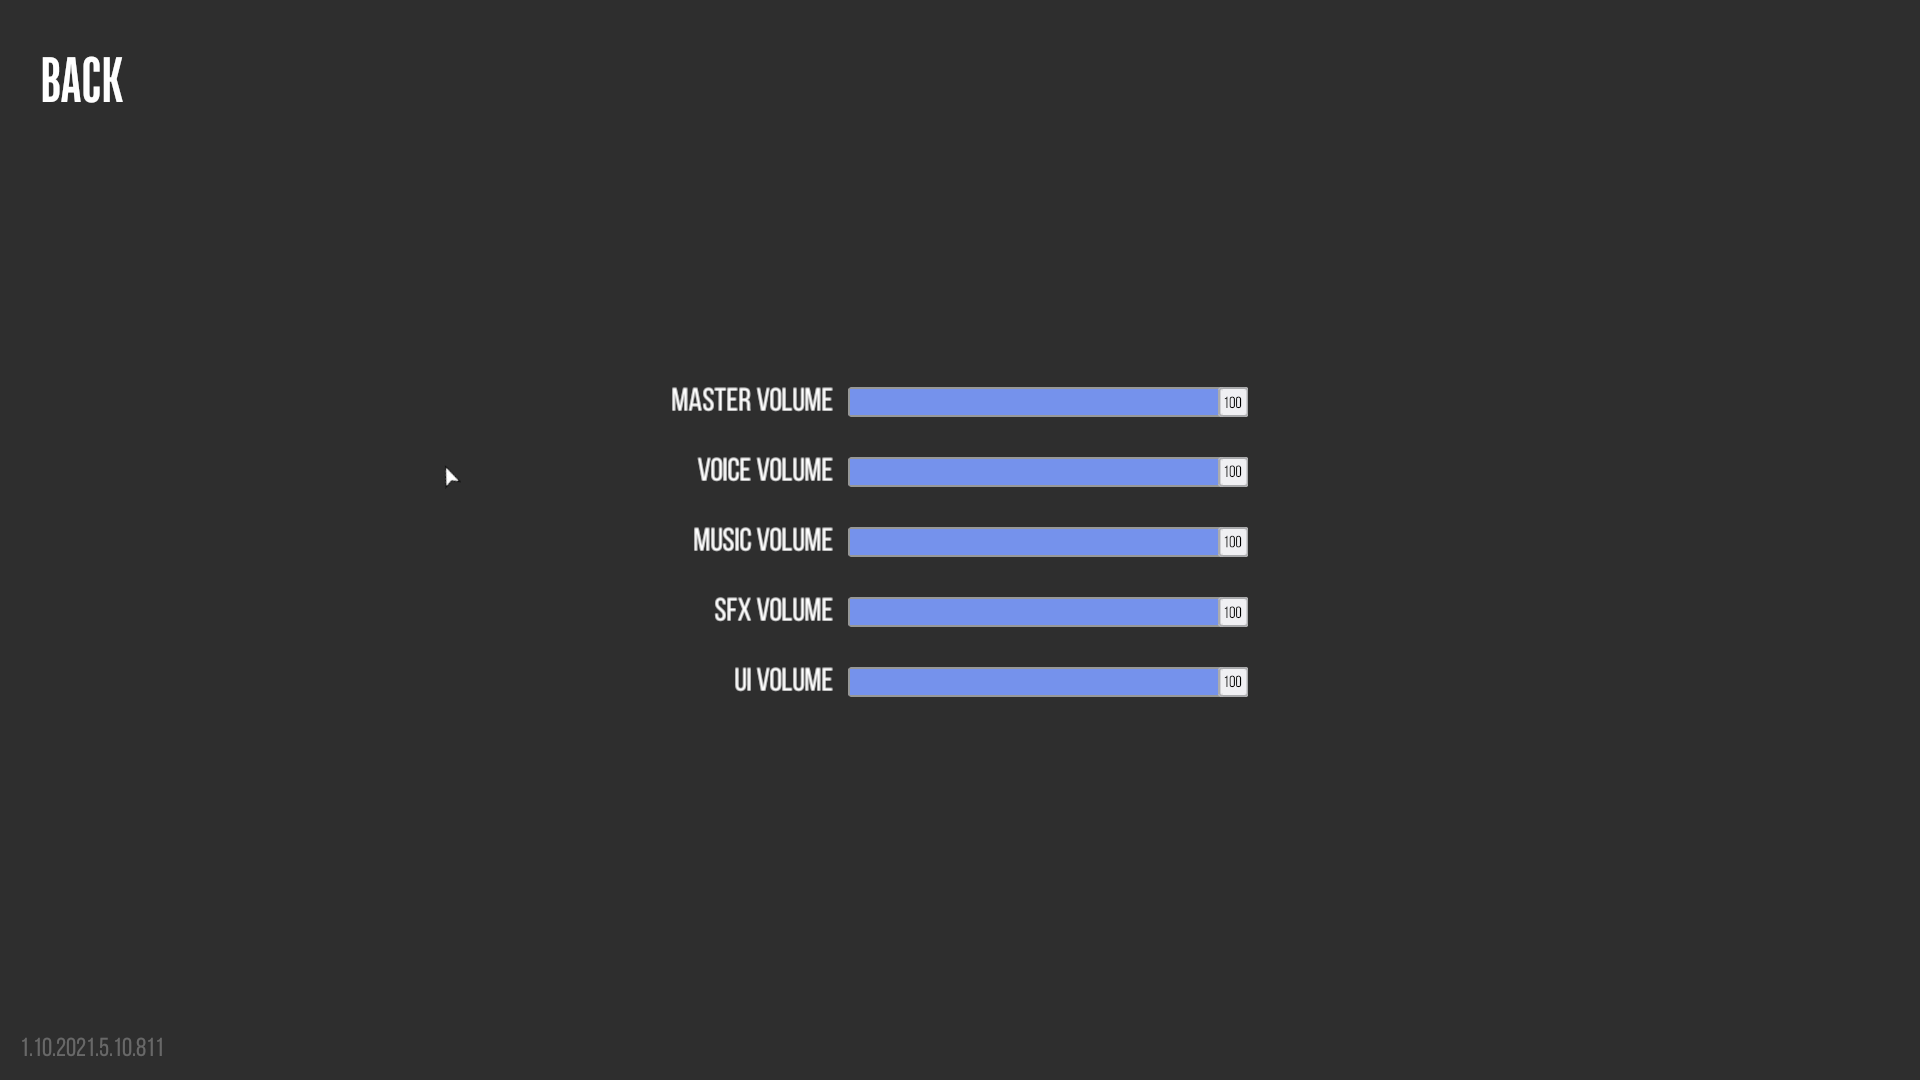 BACK
MASTER VOLUME 100
VOICE VOLUME 100
MUSIC VOLUME 100
SFX VOLUME 100
UI VOLUME 100
1.10.2021.5.10.811